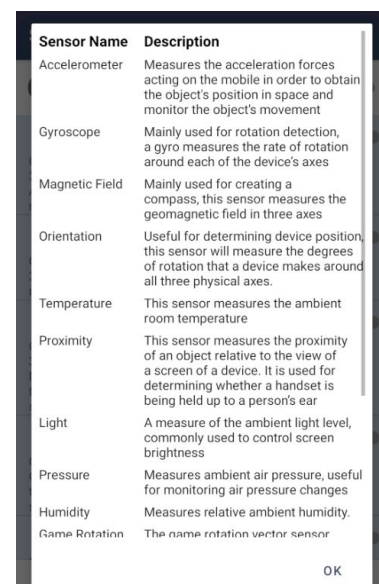 Sensor Name Description
Accelerometer Measures the acceleration forces
acting on the mobile in order to obtain
the object's position in space and
monitor the object's movement
Gyroscope Mainly used for rotation detection,
a gyro measures the rate of rotation
around each of the device's axes
Magnetic Field Mainly used for creating a
compass, this sensor measures the
geomagnetic field in three axes
Orientation Useful for determining device position,
this sensor will measure the degrees
of rotation that a device makes around
all three physical axes.
Temperature This sensor measures the ambient
room temperature
Proximity This sensor measures the proximity
of an object relative to the view of
a screen of a device. It is used for
determining whether a handset is
being held up to a person's ear
Light A measure of the ambient light level,
commonly used to control screen
brightness
Pressure Measures ambient air pressure, useful
for monitoring air pressure changes
Humidity Measures relative ambient humidity.
Game Rotation The game rotation vector sensor
OK